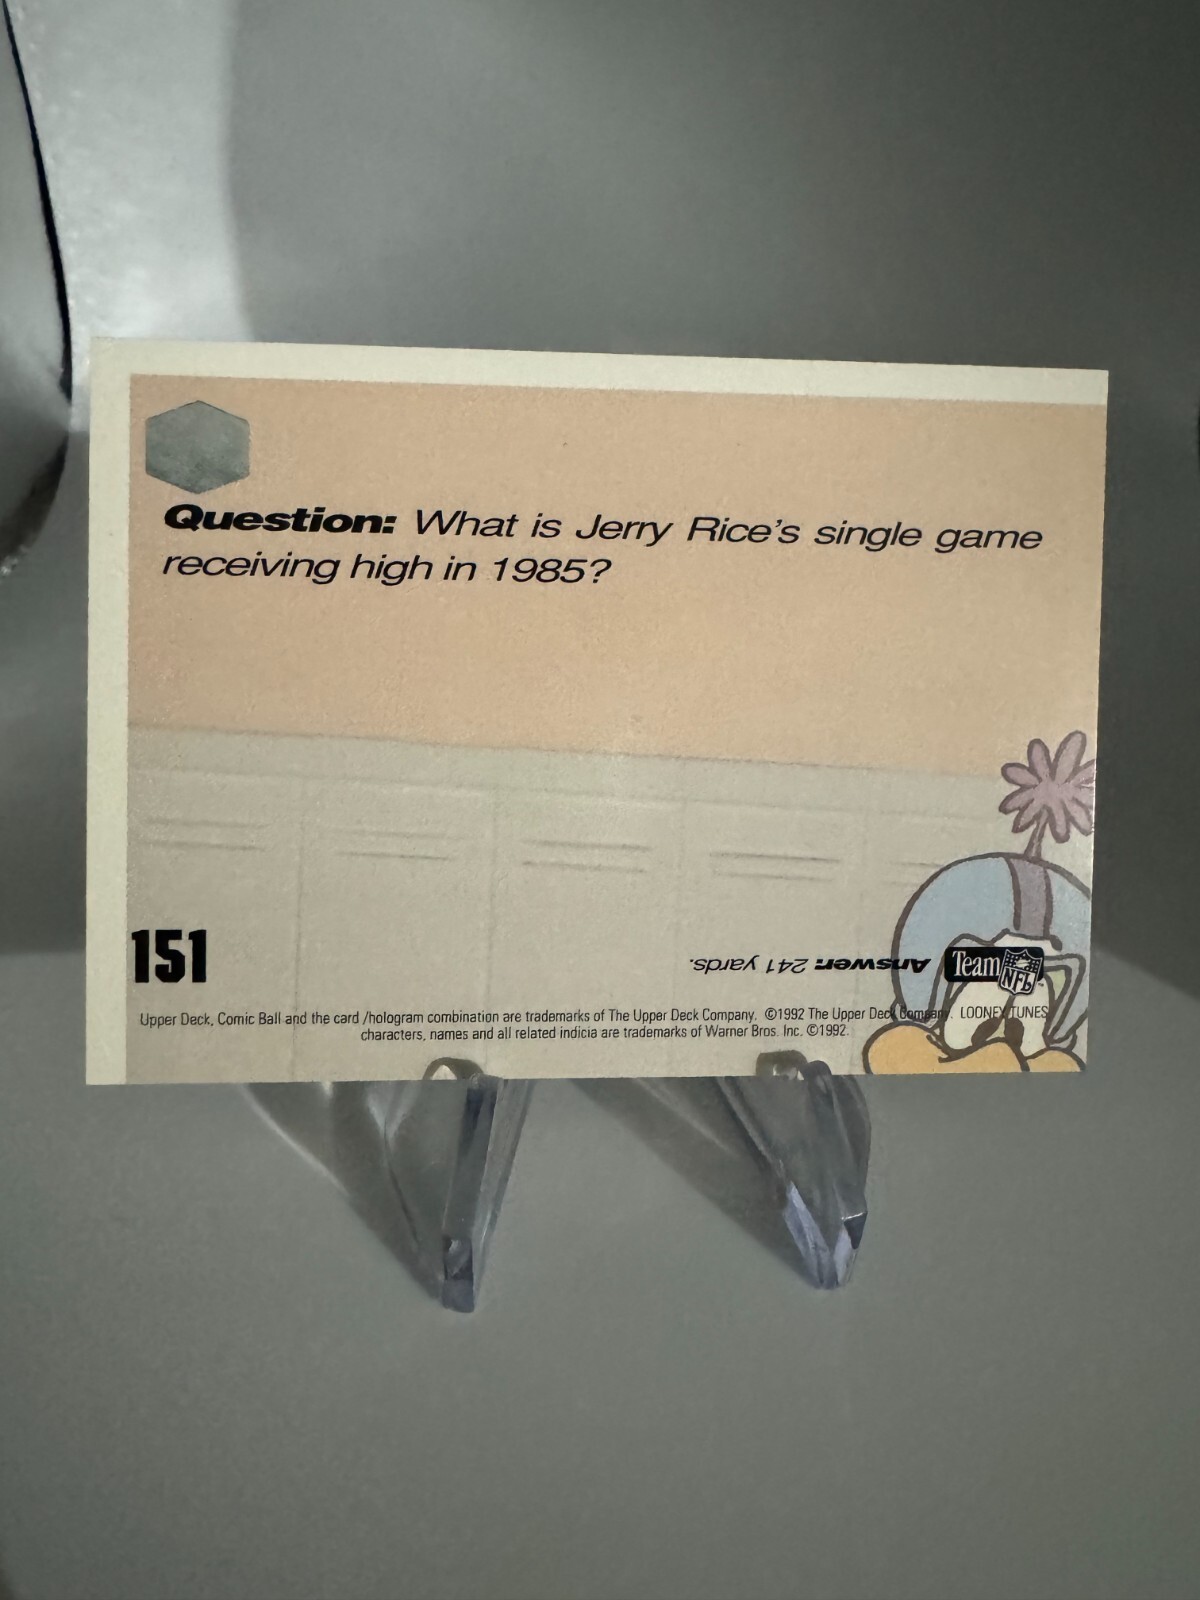 Question: What is Jerry Rice's single game
receiving high in 1985?
151
Answer: 241 yards.
Team NFL
Upper Deck, Comic Ball and the card /hologram combination are trademarks of The Upper Deck Company. ©1992 The Upper Deck Company. LOONEY TUNES
characters, names and all related indicia are trademarks of Warner Bros. Inc. ©1992.